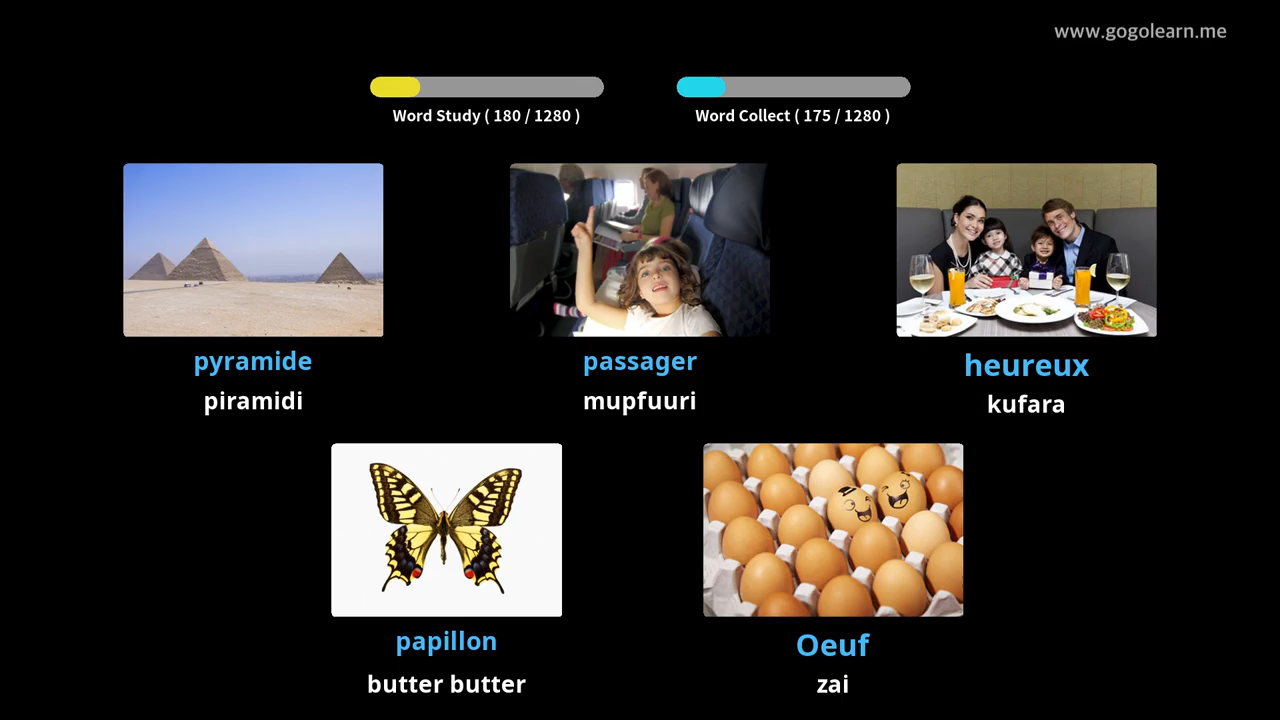 www.gogolearn.me
Word Study ( 180 / 1280 )
Word Collect ( 175 / 1280 )
pyramide
piramidi
passager
mupfuuri
heureux
kufara
papillon
butter butter
Oeuf
zai